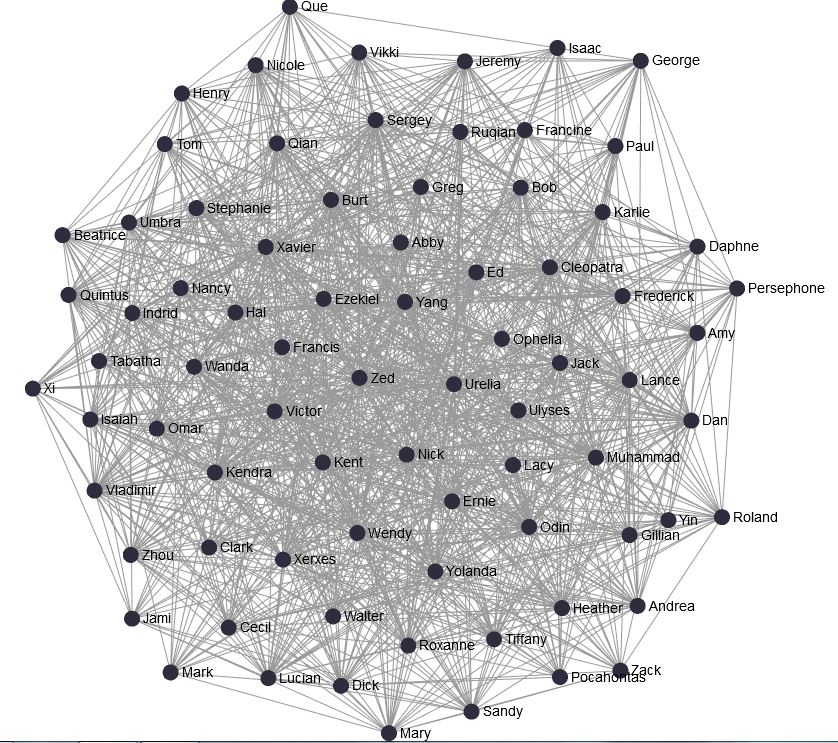 Que
Isaac
Vikki
Jeremy
George
Nicole
Henry
Sergey
Ruqian
Francine
Tom
Qian
Paul
Greg
Bob
Burt
Stephanie
Karlie
Umbra
Beatrice
Xavier
Abby
Daphne
Cleopatra
Ed
Nancy
Persephone
Quintus
Frederick
Ezekiel
Yang
Indrid
Hal
Amy
Ophelia
Francis
Tabatha
Jack
Wanda
Zed
Lance
Urelia
Xi
Ulyses
Victor
Isaiah
Dan
Omar
Nick
Muhammad
Kent
Lacy
Kendra
Vladimir
Ernie
Roland
Yin
Odin
Wendy
Gillian
Clark
Zhou
Xerxes
Yolanda
Andrea
Heather
Walter
Jami
Cecil
Tiffany
Roxanne
Zack
Mark
Pocahontas
Lucian
Dick
Sandy
Mary